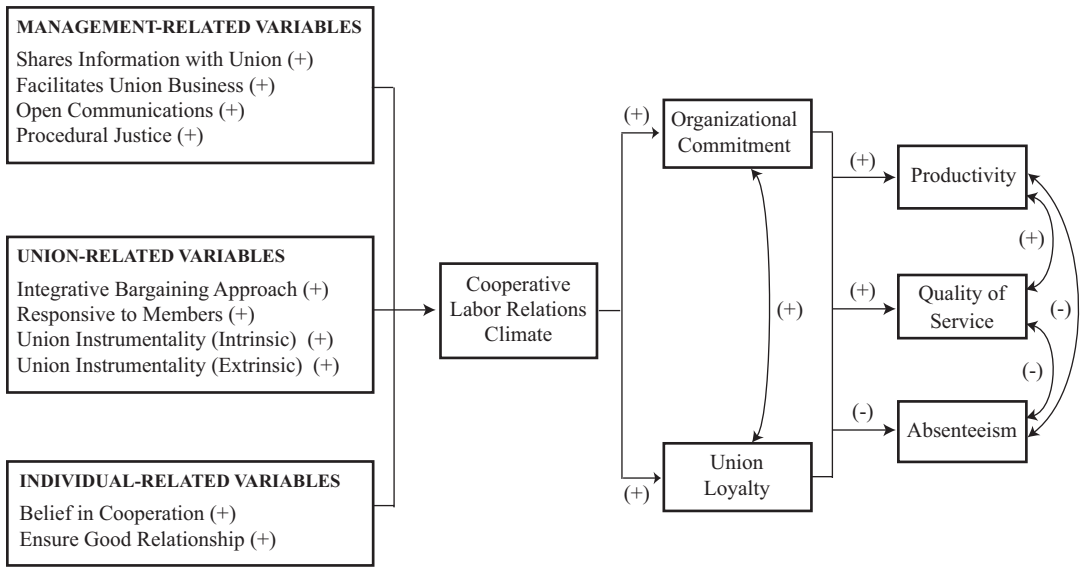 MANAGEMENT-RELATED VARIABLES
Shares Information with Union (+)
Facilitates Union Business (+)
Open Communications (+)
Procedural Justice (+)
UNION-RELATED VARIABLES
Integrative Bargaining Approach (+)
Responsive to Members (+)
Union Instrumentality (Intrinsic) (+)
Union Instrumentality (Extrinsic) (+)
INDIVIDUAL-RELATED VARIABLES
Belief in Cooperation (+)
Ensure Good Relationship (+)
Cooperative
Labor Relations
Climate
(+)
(+)
Organizational
Commitment
(+)
Union
Loyalty
(+)
(+)
(-)
Productivity
(+)
Quality of
Service
(-)
(-)
Absenteeism